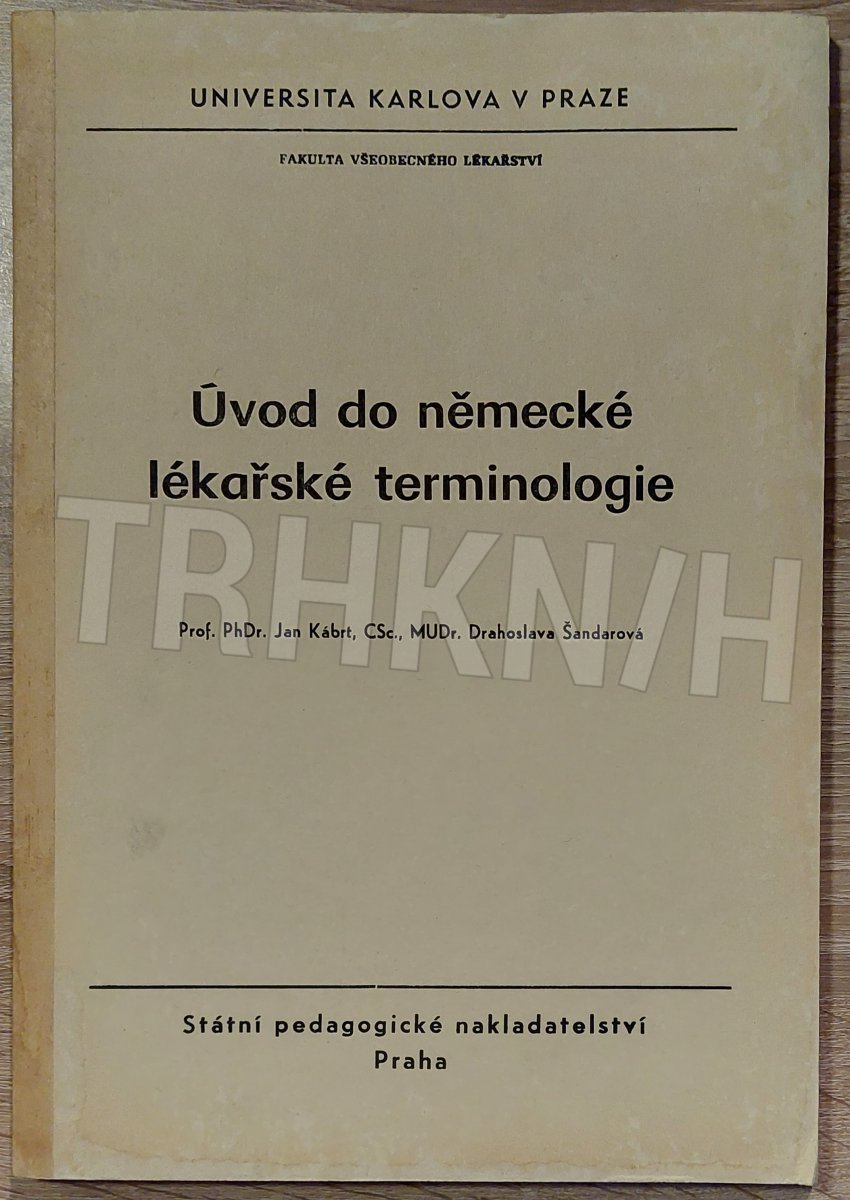 UNIVERSITA KARLOVA V PRAZE
FAKULTA VŠEOBECNÉHO LÉKAŘSTVÍ
Úvod do německé
lékařské terminologie
TRHKN/H
Prof. PhDr. Jan Kábrt, CSc., MUDr. Drahoslava Šandarová
Státní pedagogické nakladatelství
Praha